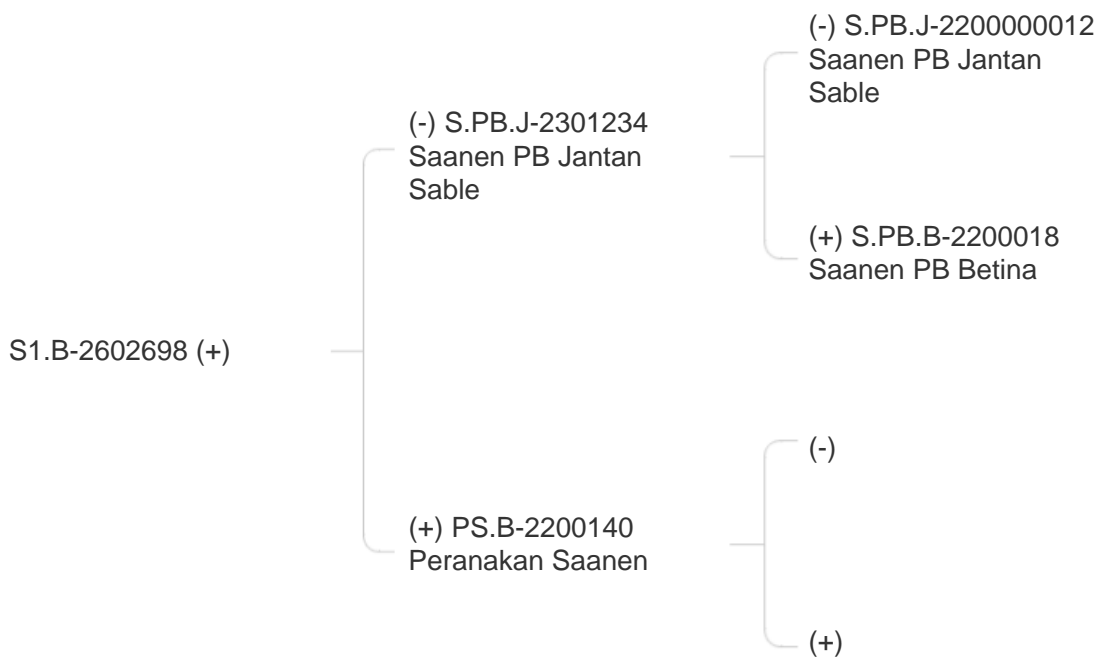 (-) S.PB.J-2200000012
Saanen PB Jantan
Sable
(-) S.PB.J-2301234
Saanen PB Jantan
Sable
(+) S.PB.B-2200018
Saanen PB Betina
S1.B-2602698 (+)
(-)
(+) PS.B-2200140
Peranakan Saanen
(+)